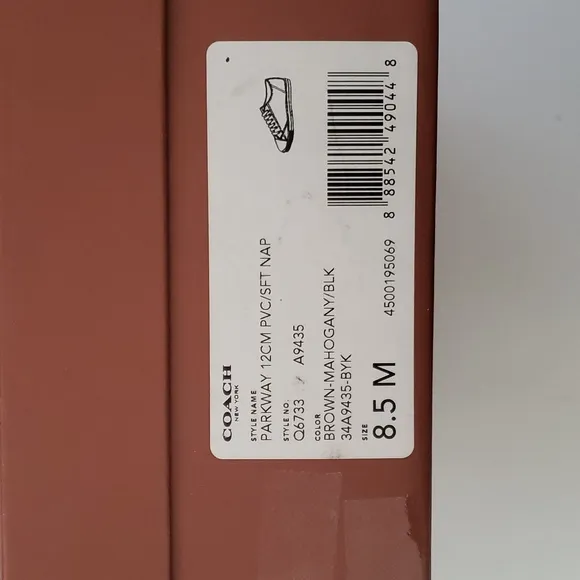 COACH
NEW YORK
STYLE NAME
PARKWAY 12CM PVC/SFT NAP
STYLE NO.
Q6733 A9435
COLOR
BROWN-MAHOGANY/BLK
34A9435-BYK
SIZE
8.5 M
4500195069
8 88542 49044 8